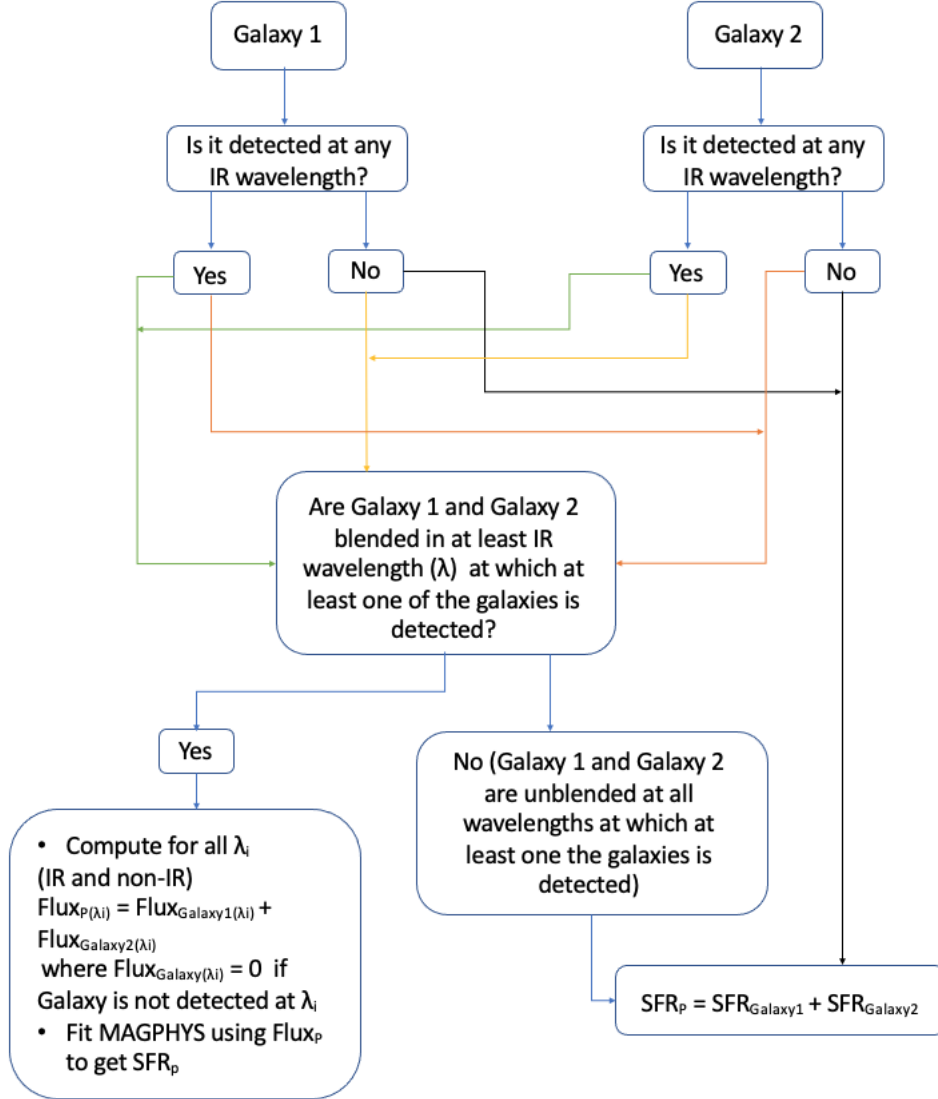 Galaxy 1
Galaxy 2
Is it detected at any
IR wavelength?
Is it detected at any
IR wavelength?
Yes
No
Yes
No
Are Galaxy 1 and Galaxy 2
blended in at least IR
wavelength (λ) at which at
least one of the galaxies is
detected?
Yes
No (Galaxy 1 and Galaxy 2
are unblended at all
wavelengths at which at
least one the galaxies is
detected)
• Compute for all λi
(IR and non-IR)
FluxP(λi) = FluxGalaxy1(λi) +
FluxGalaxy2(λi)
where FluxGalaxy(λi) = 0 if
Galaxy is not detected at λi
• Fit MAGPHYS using FluxP
to get SFRp
SFRP = SFRGalaxy1 + SFRGalaxy2